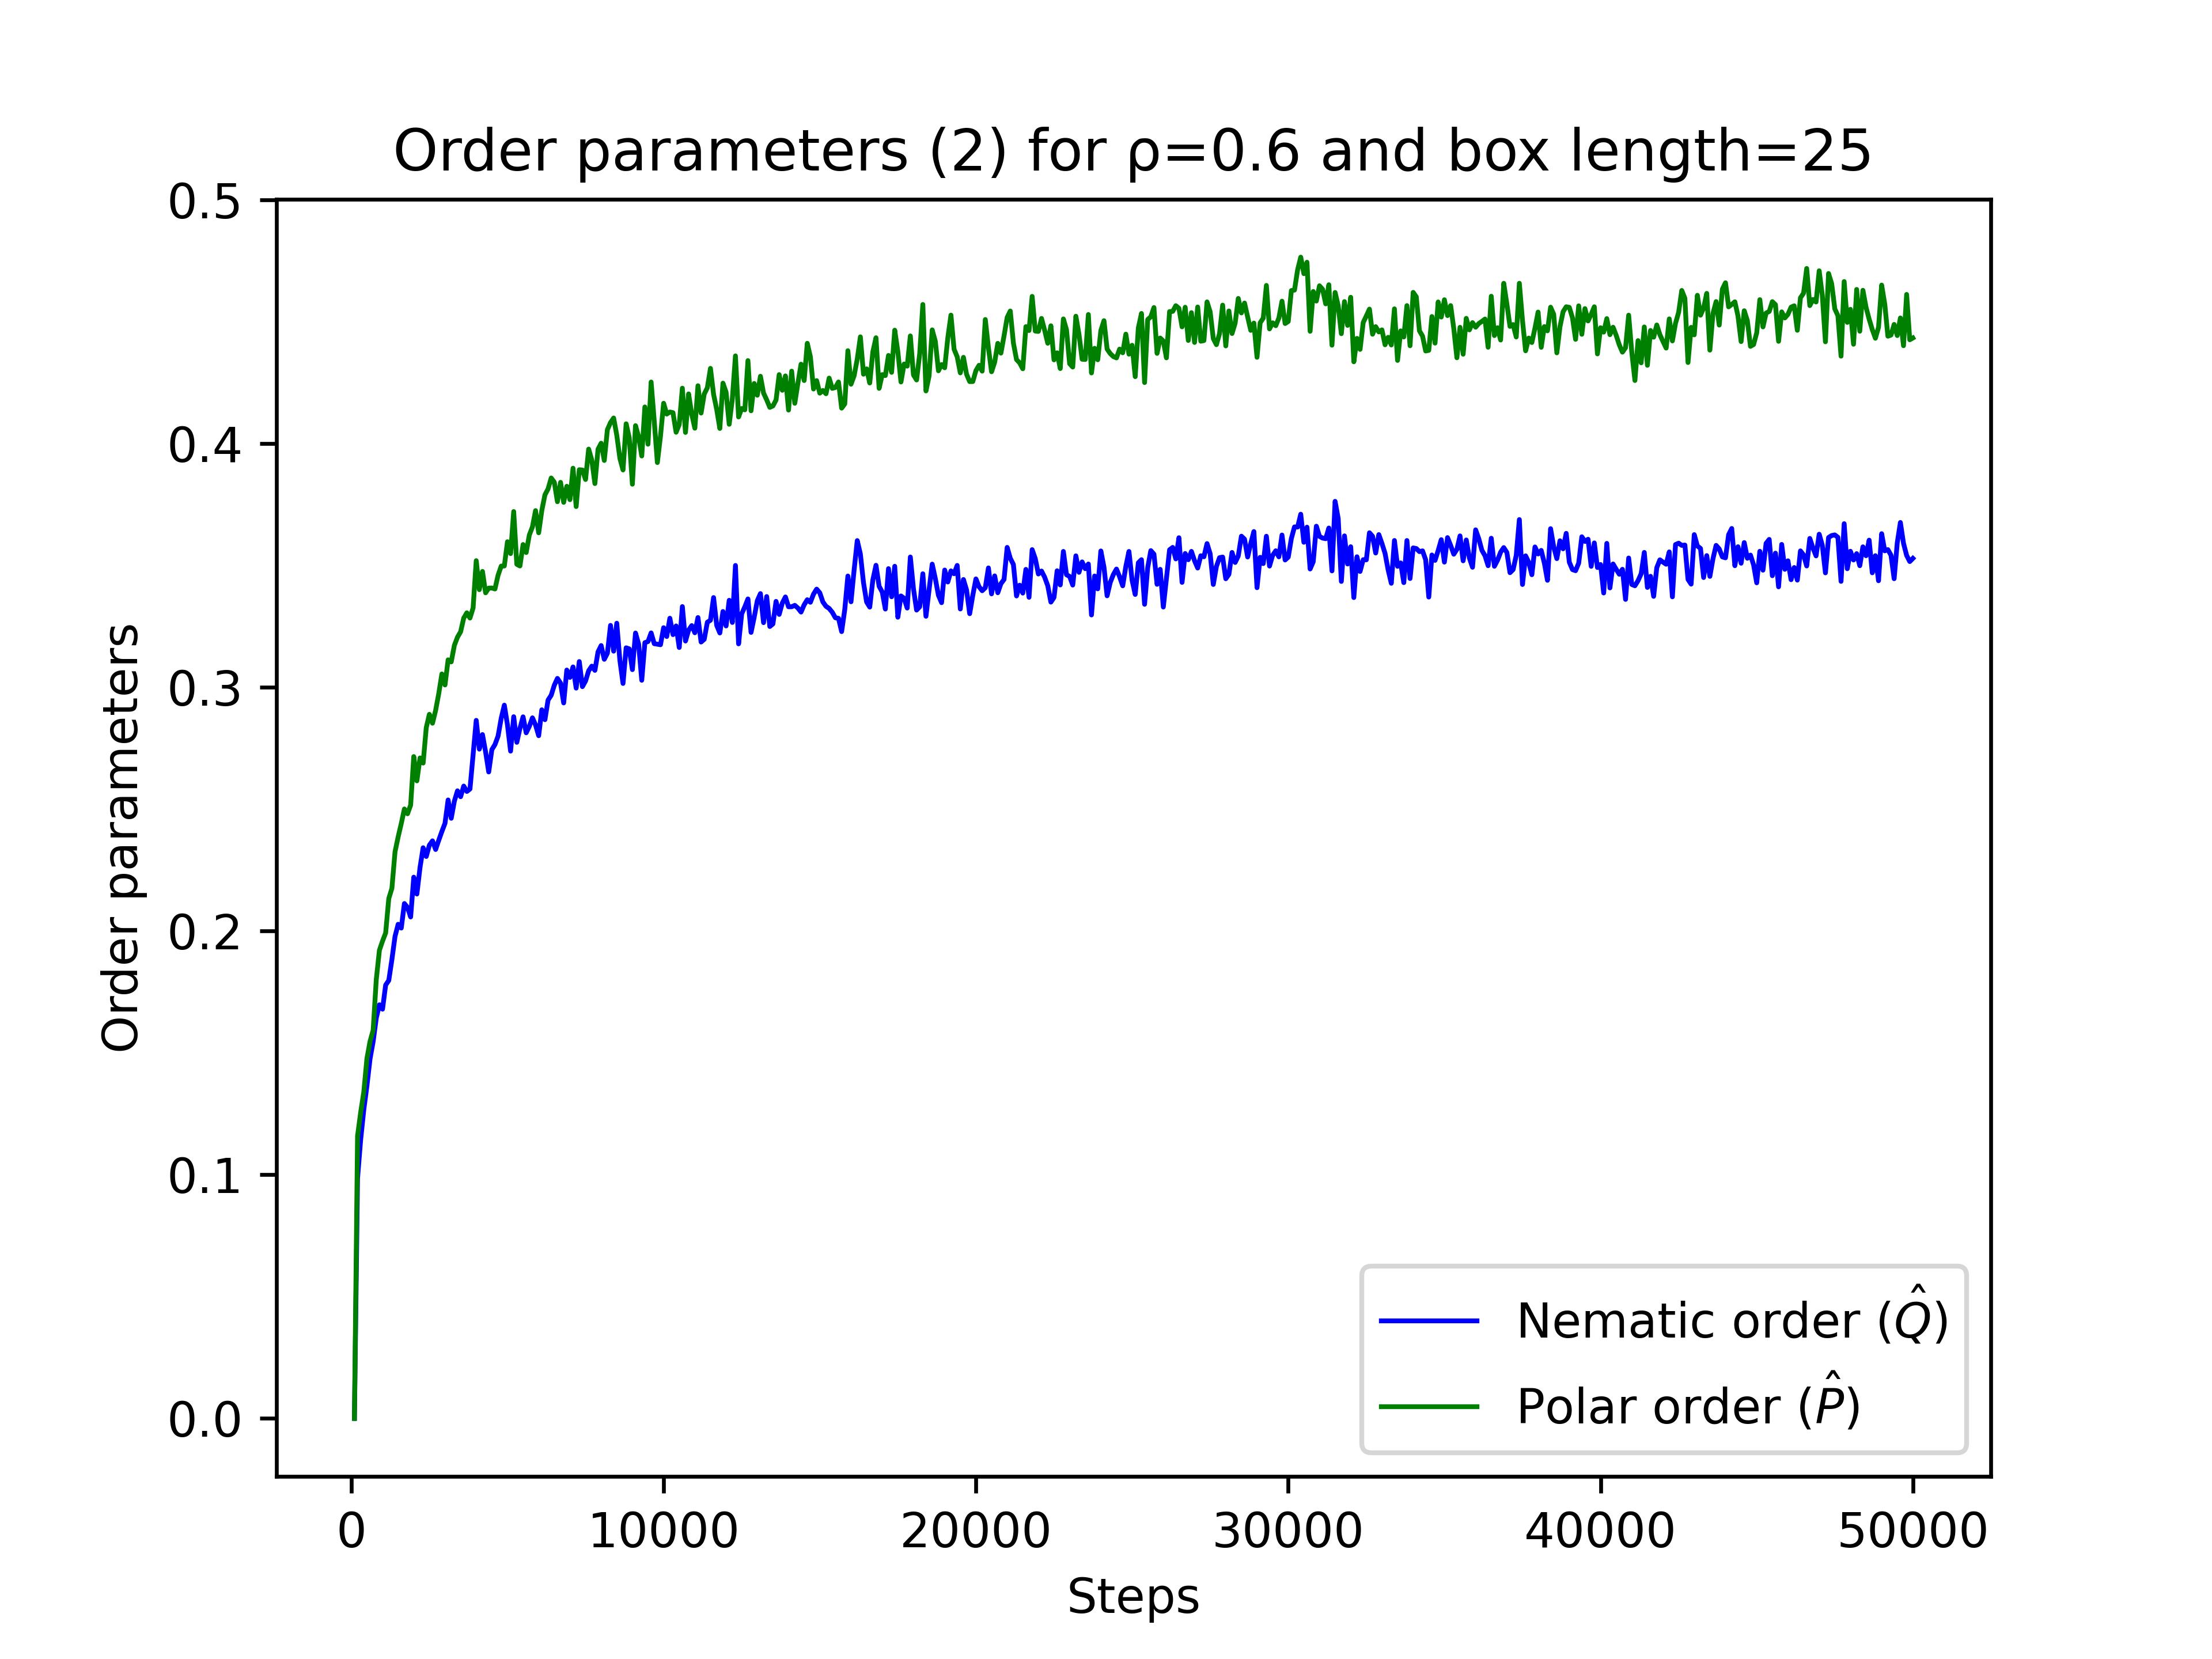 Order parameters (2) for ρ=0.6 and box length=25
0.5
0.4
0.3
0.2
0.1
0.0
Order parameters
Nematic order (Q̂)
Polar order (P̂)
0 10000 20000 30000 40000 50000
Steps